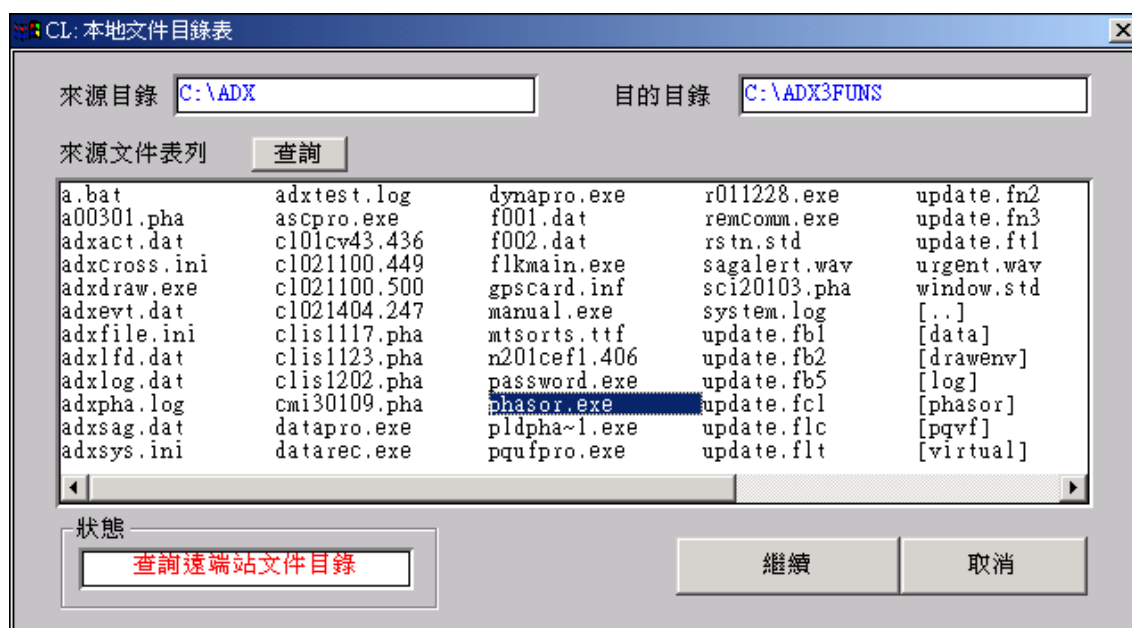 CL: 本地文件目錄表
來源目錄 C:\ADX 目的目錄 C:\ADX3FUNS
來源文件表列 查詢
a.bat adxtest.log dynapro.exe r011228.exe update.fn2
a00301.pha ascpro.exe f001.dat remcomm.exe update.fn3
adxact.dat cl01cv43.436 f002.dat rstn.std update.ft1
adxcross.ini cl021100.449 flkmain.exe sagalert.wav urgent.wav
adxdraw.exe cl021100.500 gpscard.inf sci20103.pha window.std
adxevt.dat cl021404.247 manual.exe system.log [..]
adxfile.ini clis1117.pha mtsorts.ttf update.fb1 [data]
adxlfd.dat clis1123.pha n201cef1.406 update.fb2 [drawenv]
adxlog.dat clis1202.pha password.exe update.fb5 [log]
adxpha.log cmi30109.pha phasor.exe update.fcl [phasor]
adxsag.dat datapro.exe pldpha~1.exe update.flc [pqvf]
adxsys.ini datarec.exe pqufpro.exe update.flt [virtual]
狀態
查詢遠端站文件目錄
繼續 取消